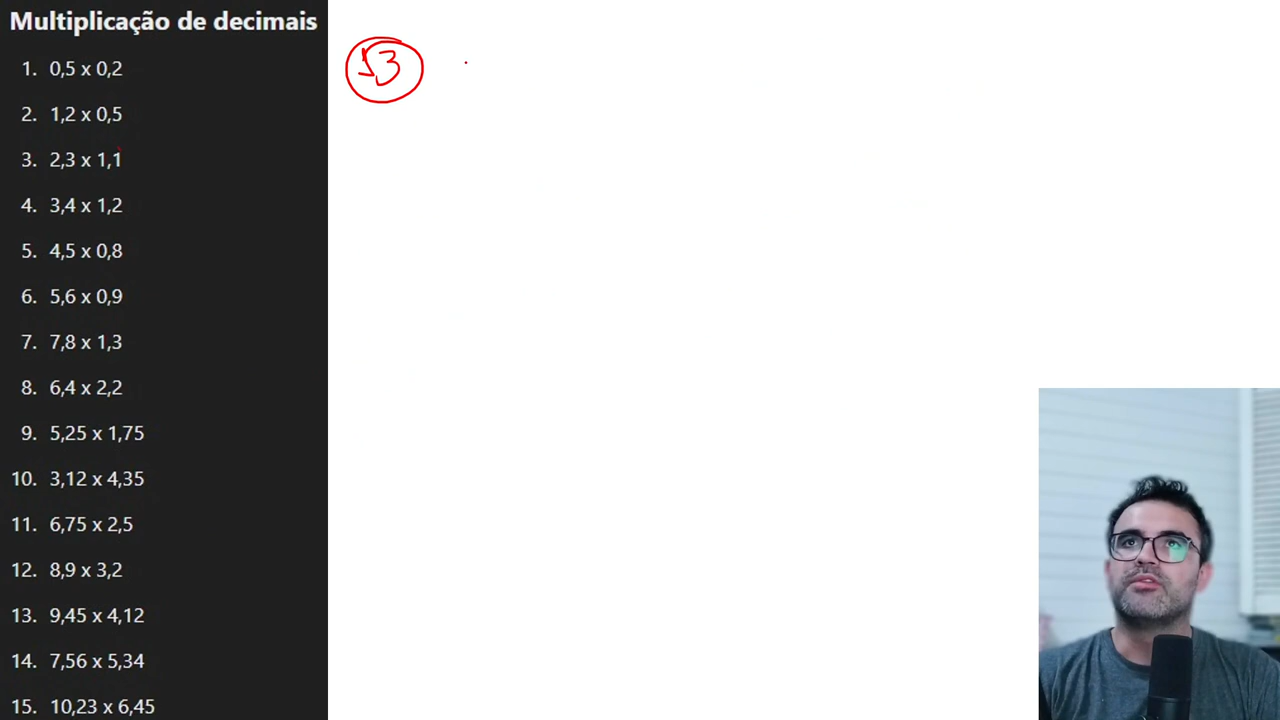 Multiplicação de decimais
1. 0,5 x 0,2
2. 1,2 x 0,5
3. 2,3 x 1,1
4. 3,4 x 1,2
5. 4,5 x 0,8
6. 5,6 x 0,9
7. 7,8 x 1,3
8. 6,4 x 2,2
9. 5,25 x 1,75
10. 3,12 x 4,35
11. 6,75 x 2,5
12. 8,9 x 3,2
13. 9,45 x 4,12
14. 7,56 x 5,34
15. 10,23 x 6,45
13